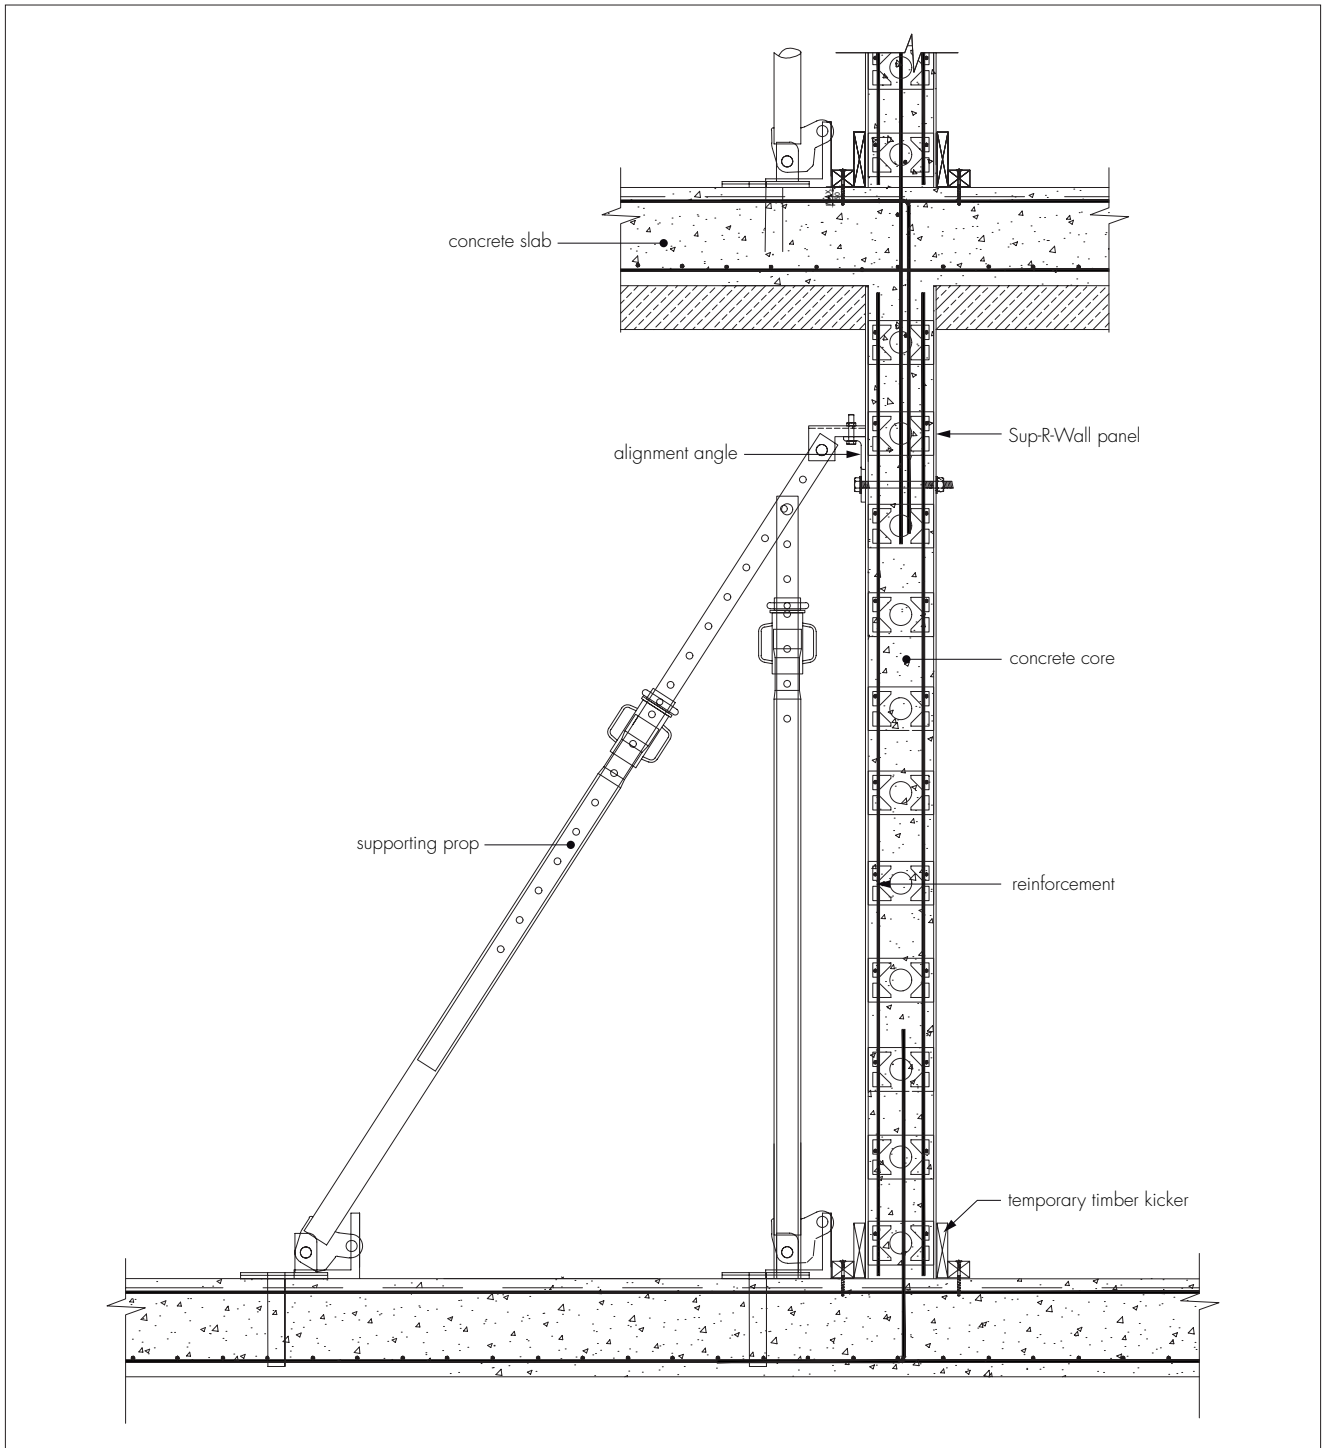 concrete slab
Sup-R-Wall panel
alignment angle
concrete core
supporting prop
reinforcement
temporary timber kicker